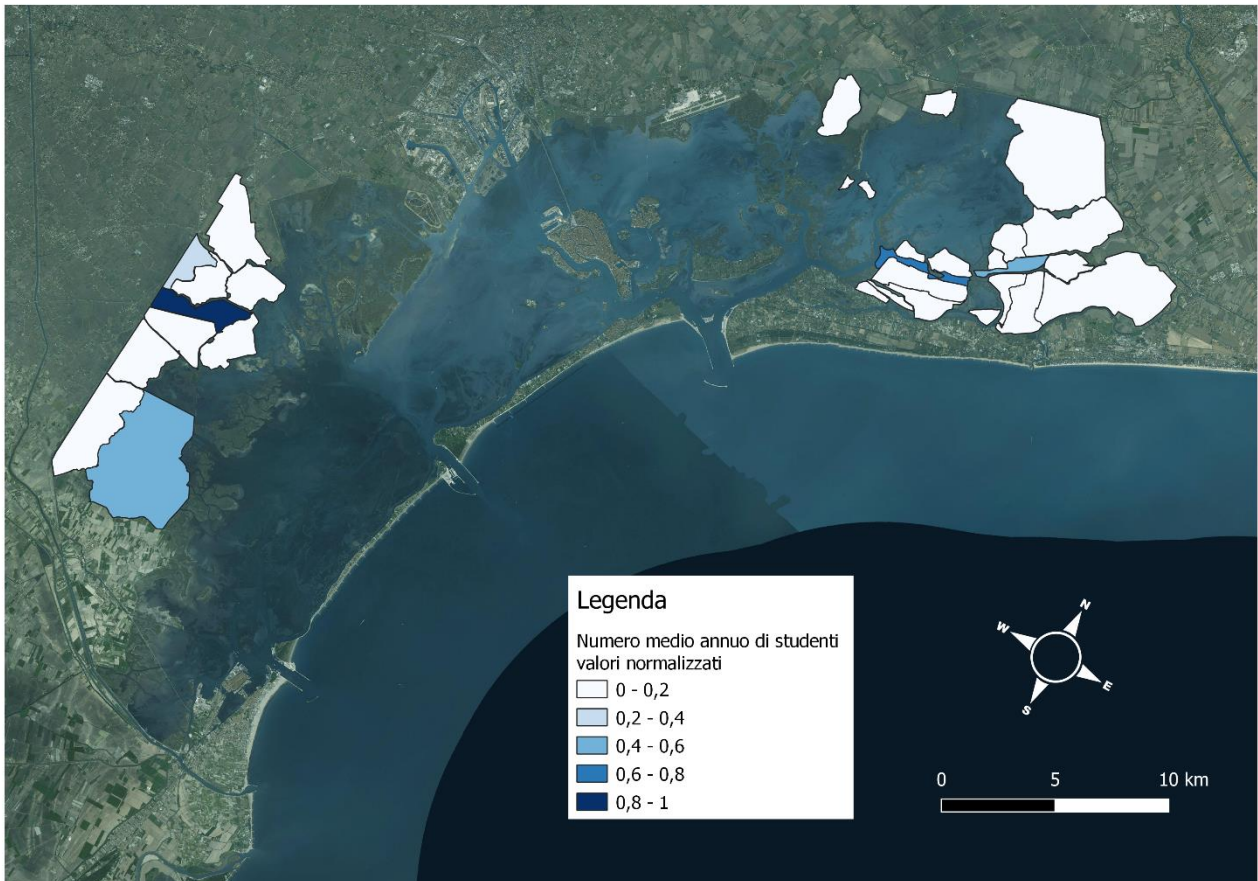 Legenda
Numero medio annuo di studenti
valori normalizzati
0 - 0,2
0,2 - 0,4
0,4 - 0,6
0,6 - 0,8
0,8 - 1
N
W
E
S
0 5 10 km